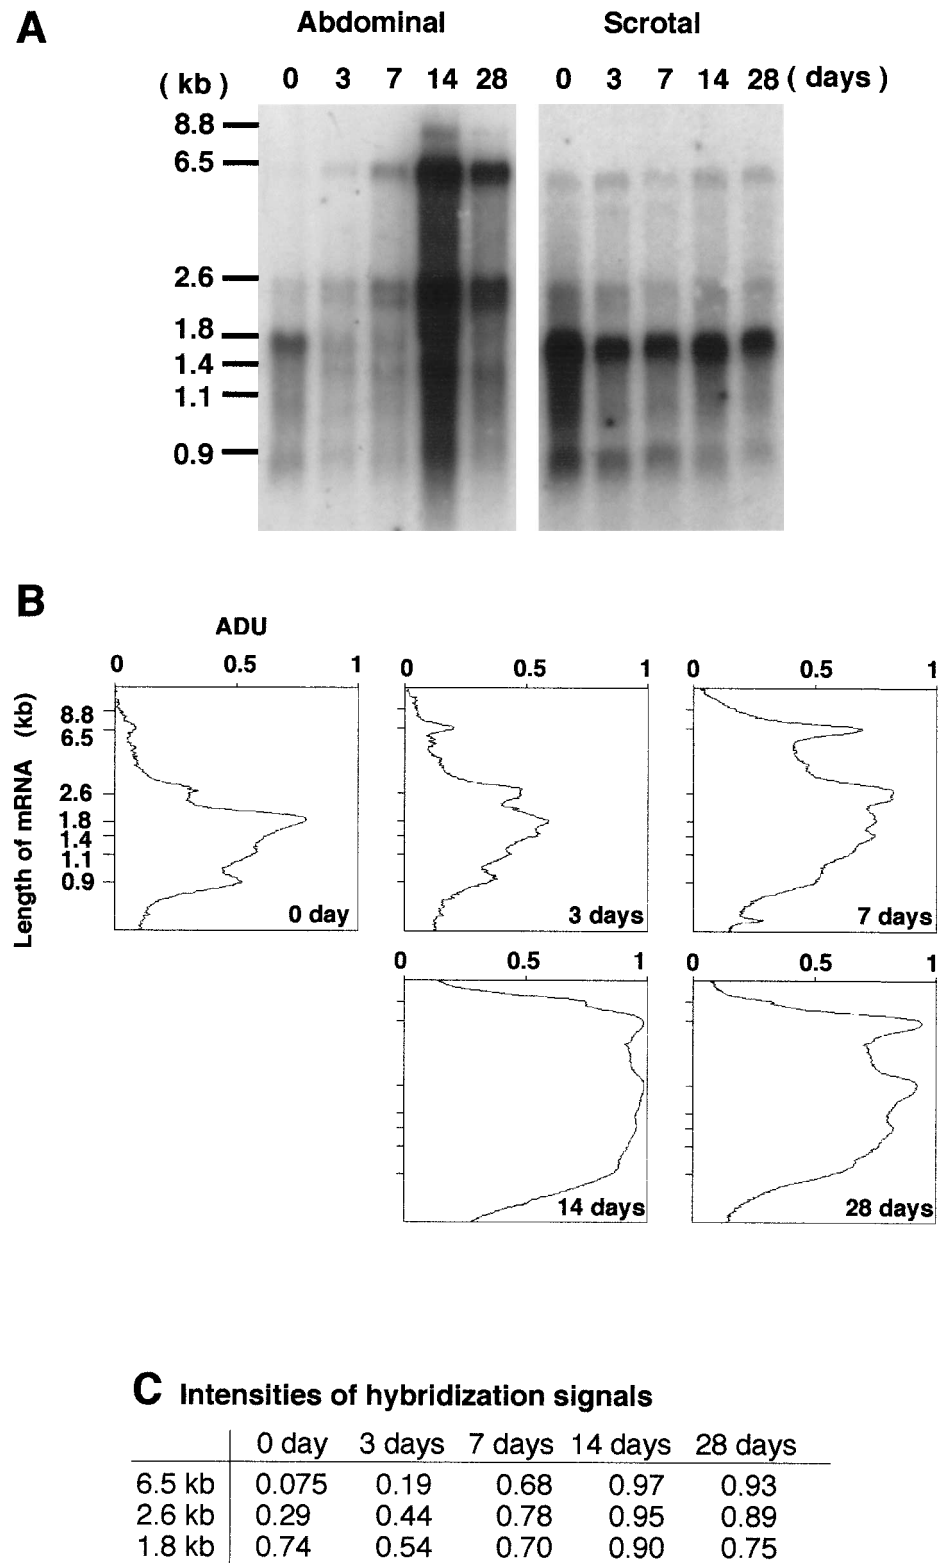 A
Abdominal
Scrotal
( kb )
0 3 7 14 28
0 3 7 14 28 ( days )
8.8
6.5
2.6
1.8
1.4
1.1
0.9
B
ADU
0 0.5 1
0 0.5 1
0 0.5 1
Length of mRNA (kb)
8.8
6.5
2.6
1.8
1.4
1.1
0.9
0 day
3 days
7 days
0 0.5 1
0 0.5 1
14 days
28 days
C Intensities of hybridization signals
0 day 3 days 7 days 14 days 28 days
6.5 kb 0.075 0.19 0.68 0.97 0.93
2.6 kb 0.29 0.44 0.78 0.95 0.89
1.8 kb 0.74 0.54 0.70 0.90 0.75